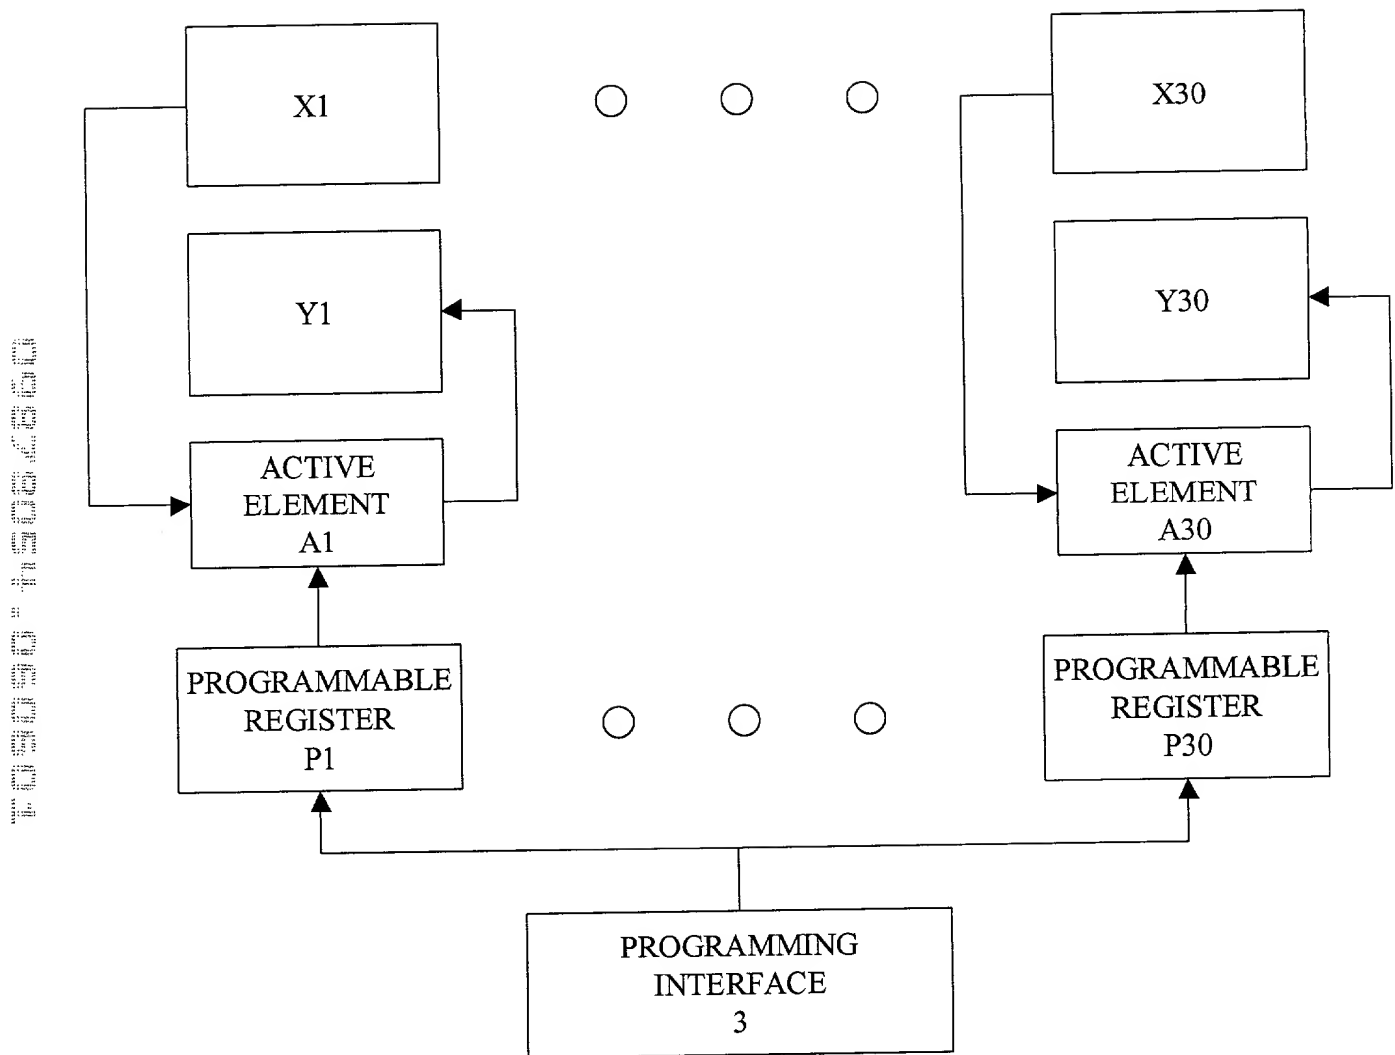 X1
X30
Y1
Y30
ACTIVE
ELEMENT
A1
ACTIVE
ELEMENT
A30
PROGRAMMABLE
REGISTER
P1
PROGRAMMABLE
REGISTER
P30
PROGRAMMING
INTERFACE
3